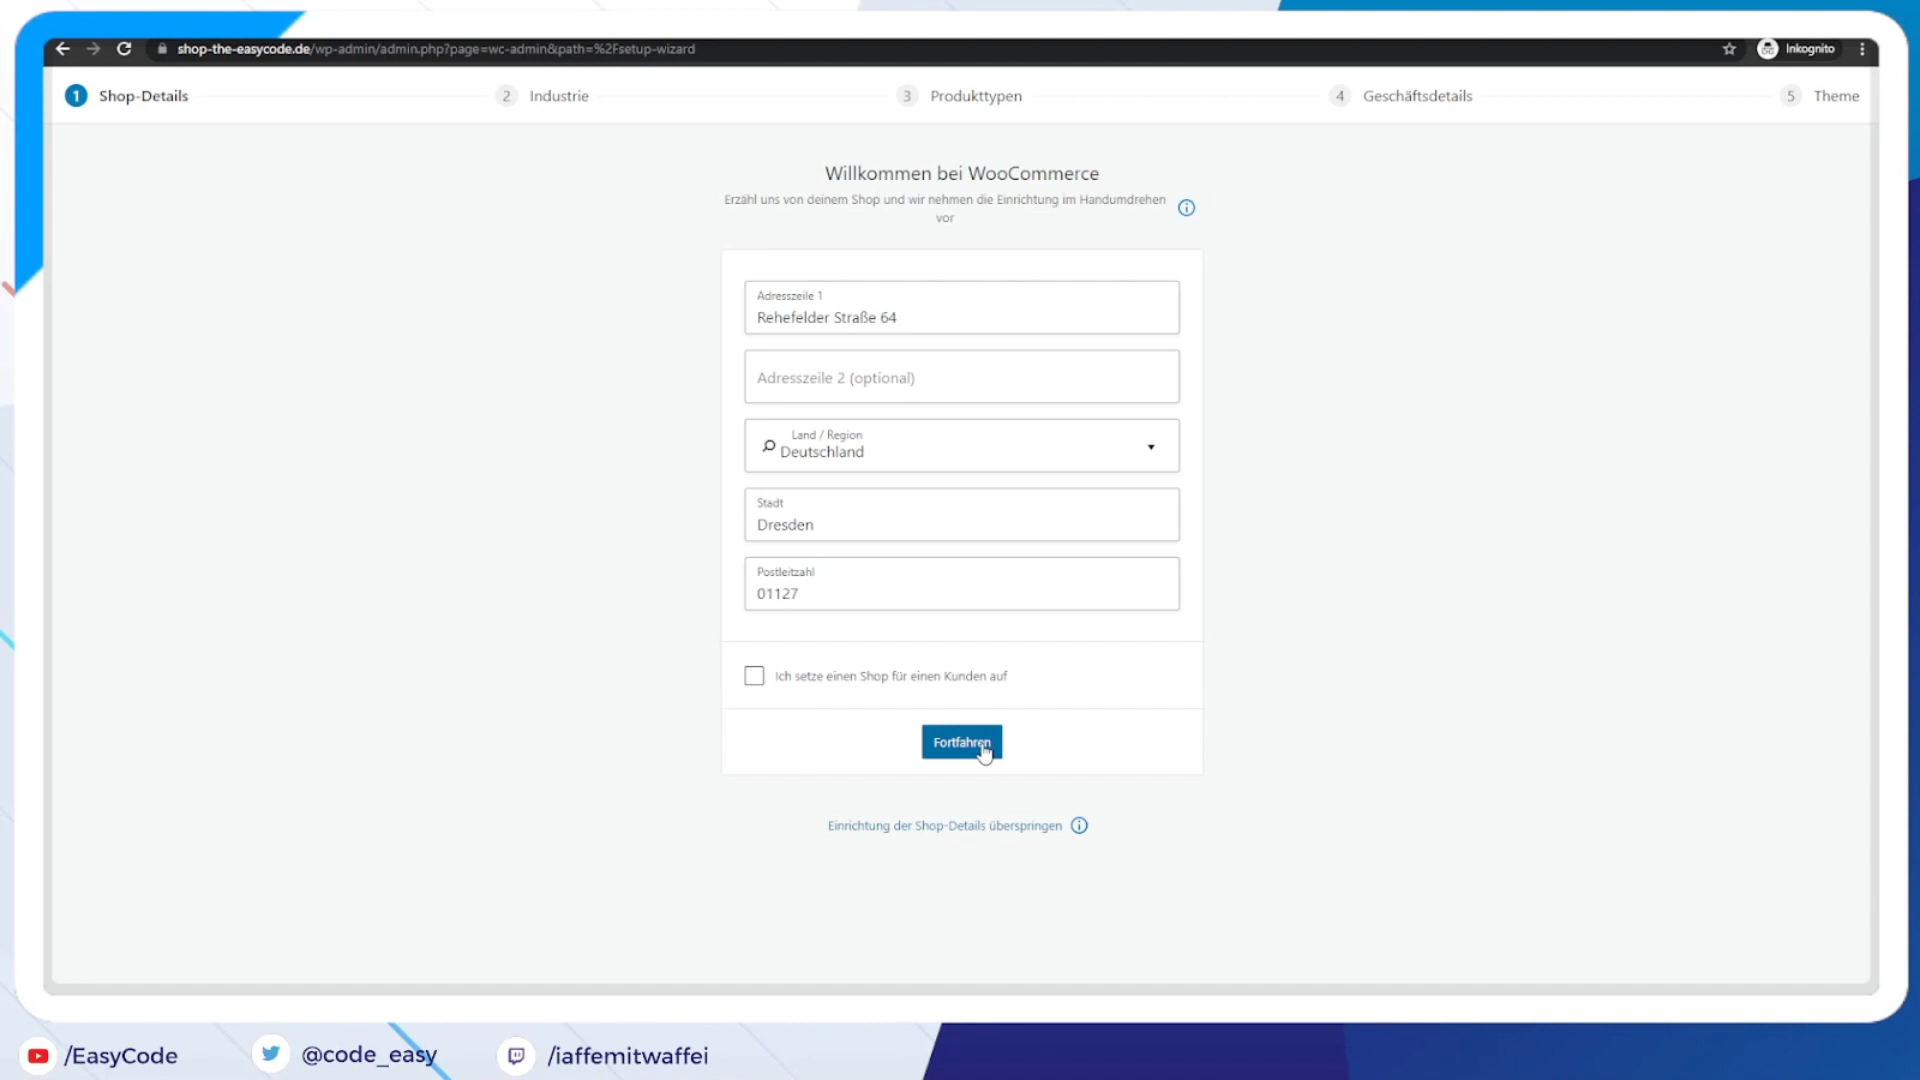 shop-the-easycode.de/wp-admin/admin.php?page=wc-admin&path=%2Fsetup-wizard
Inkognito
1 Shop-Details
2 Industrie
3 Produkttypen
4 Geschäftsdetails
5 Theme
Willkommen bei WooCommerce
Erzähl uns von deinem Shop und wir nehmen die Einrichtung im Handumdrehen
vor
Adresszeile 1
Rehefelder Straße 64
Adresszeile 2 (optional)
Land / Region
Deutschland
Stadt
Dresden
Postleitzahl
01127
Ich setze einen Shop für einen Kunden auf
Fortfahren
Einrichtung der Shop-Details überspringen
/EasyCode
@code_easy
/iaffemitwaffei